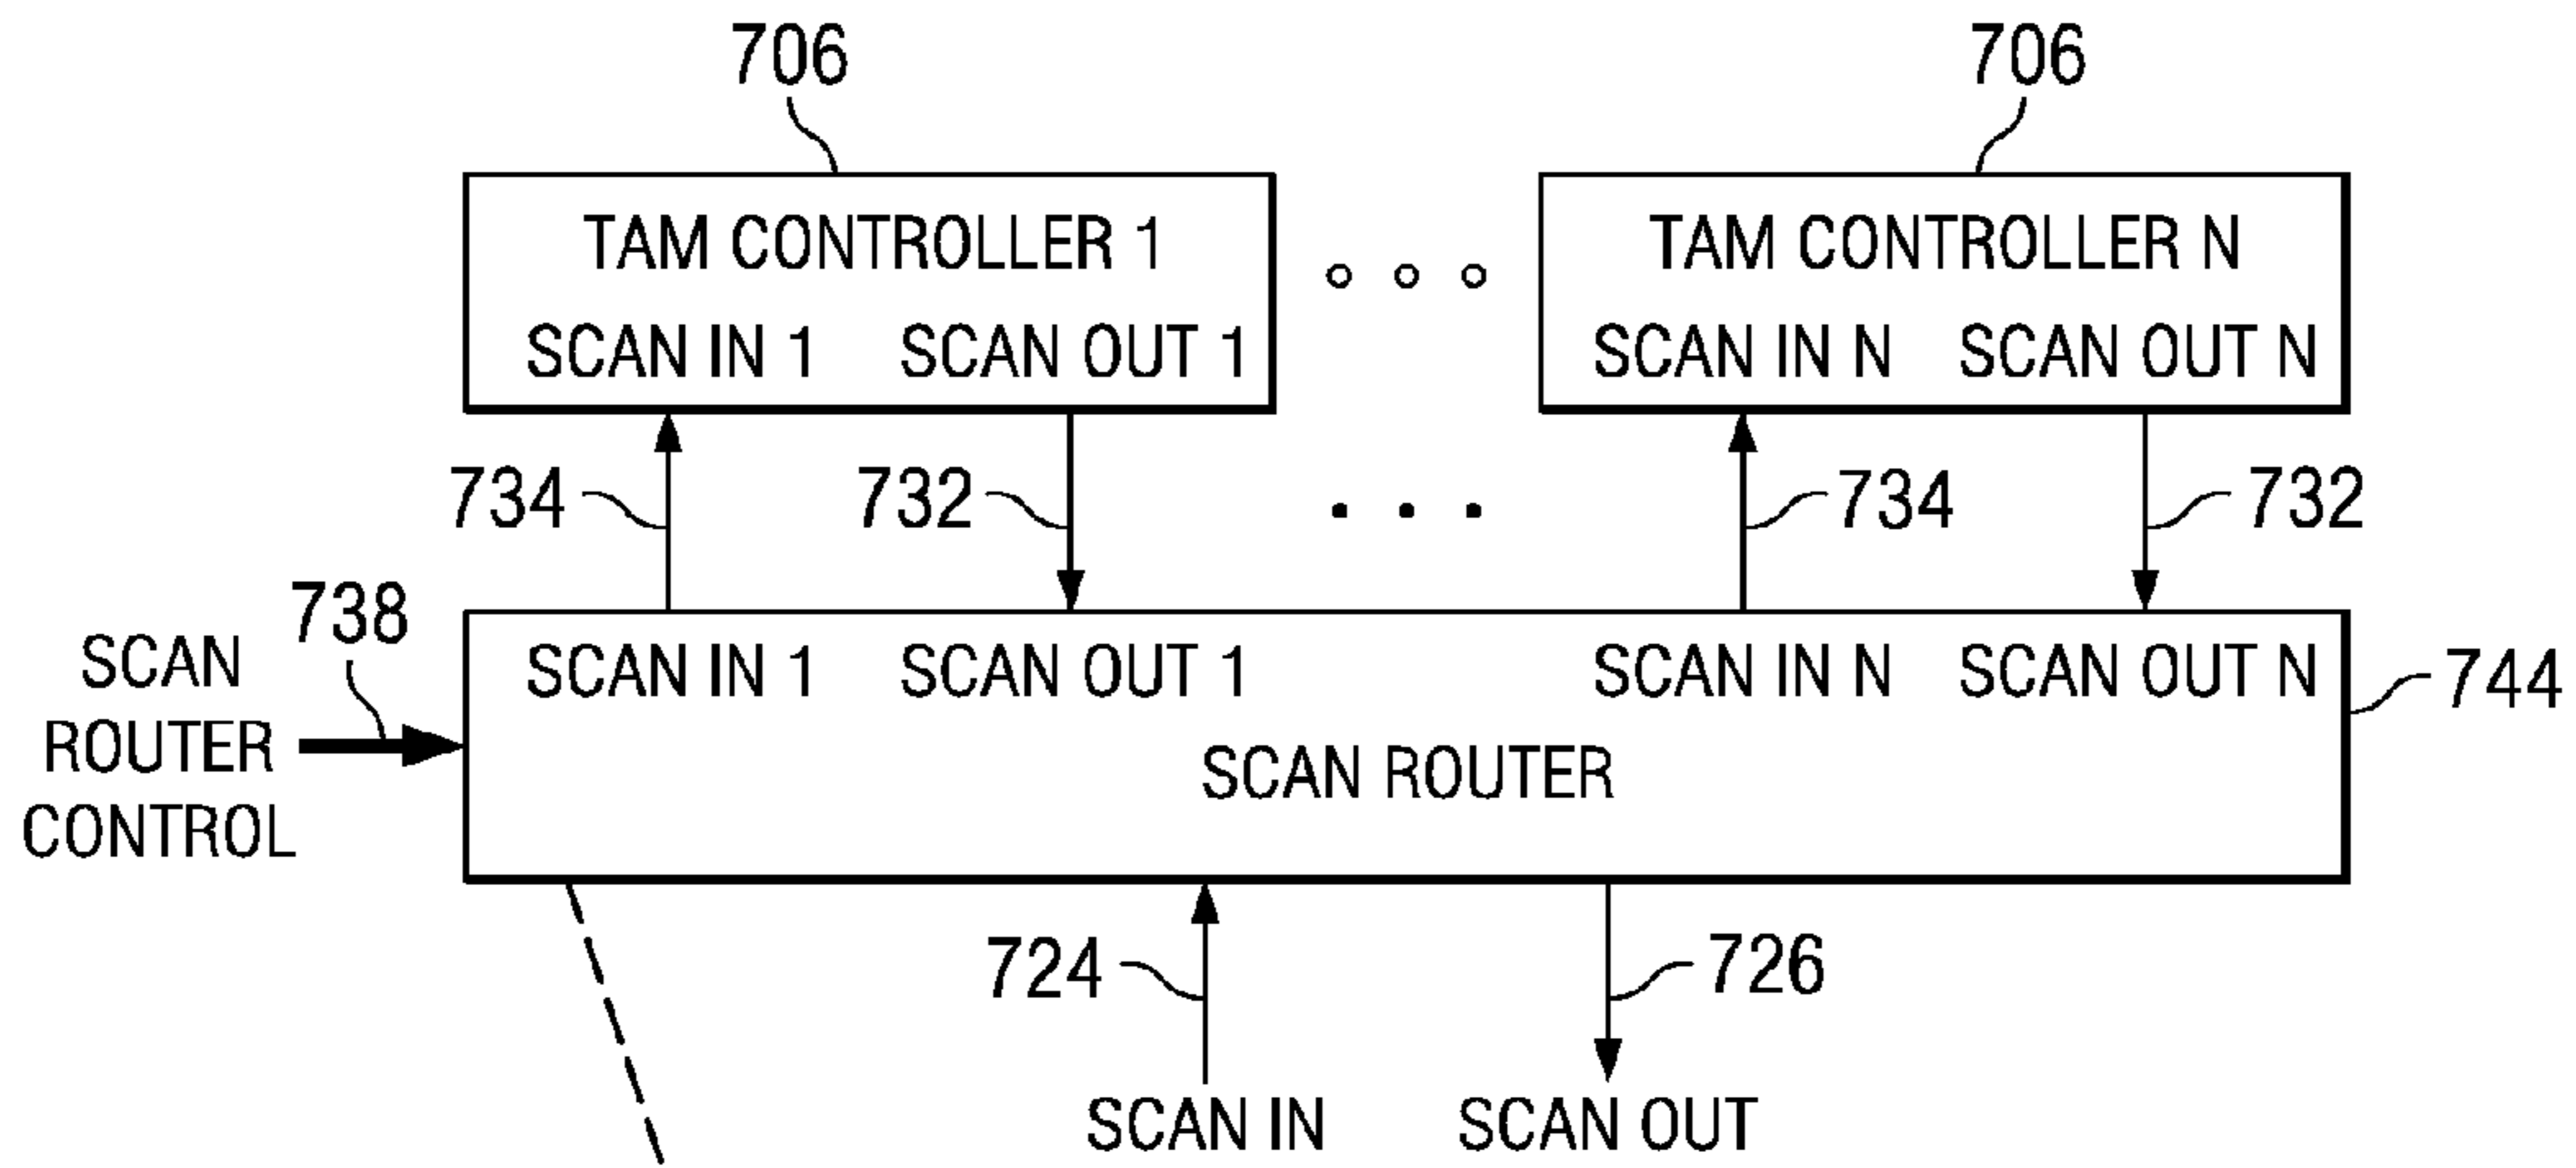 706 706
TAM CONTROLLER 1 TAM CONTROLLER N
SCAN IN 1 SCAN OUT 1 SCAN IN N SCAN OUT N
734 732 734 732
738
SCAN
ROUTER
CONTROL
SCAN IN 1 SCAN OUT 1 SCAN IN N SCAN OUT N
744
SCAN ROUTER
724 726
SCAN IN SCAN OUT